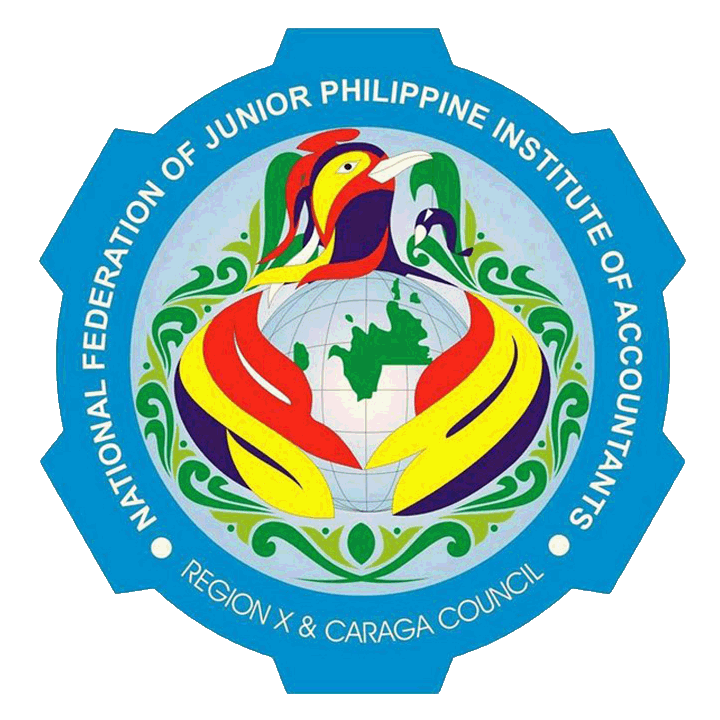 NATIONAL FEDERATION OF JUNIOR PHILIPPINE INSTITUTE OF ACCOUNTANTS
REGION X & CARAGA COUNCIL